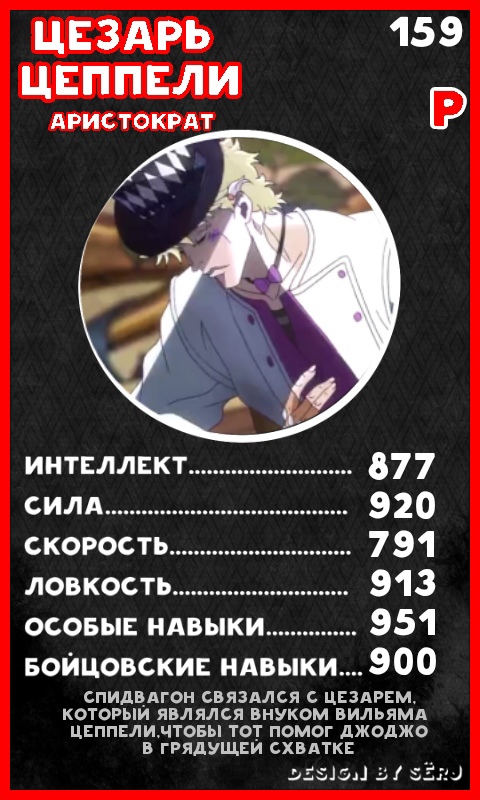 ЦЕЗАРЬ
ЦЕППЕЛИ
АРИСТОКРАТ
159
Р
ИНТЕЛЛЕКТ............................. 877
СИЛА........................................... 920
СКОРОСТЬ................................ 791
ЛОВКОСТЬ............................... 913
ОСОБЫЕ НАВЫКИ................ 951
БОЙЦОВСКИЕ НАВЫКИ.... 900
СПИДВАГОН СВЯЗАЛСЯ С ЦЕЗАРЕМ,
КОТОРЫЙ ЯВЛЯЛСЯ ВНУКОМ ВИЛЬЯМА
ЦЕППЕЛИ,ЧТОБЫ ТОТ ПОМОГ ДЖОДЖО
В ГРЯДУЩЕЙ СХВАТКЕ
DESIGN BY SЁRJ